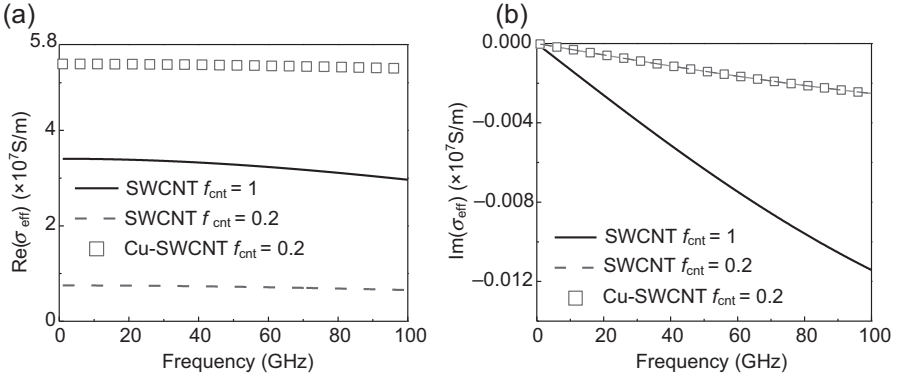 (a)
5.8
4
3
2
0
Re(σeff) (×10⁷S/m)
SWCNT fcnt = 1
SWCNT fcnt = 0.2
Cu-SWCNT fcnt = 0.2
0 20 40 60 80 100
Frequency (GHz)
(b)
0.000
−0.004
−0.008
−0.012
Im(σeff) (×10⁷S/m)
SWCNT fcnt = 1
SWCNT fcnt = 0.2
Cu-SWCNT fcnt = 0.2
0 20 40 60 80 100
Frequency (GHz)